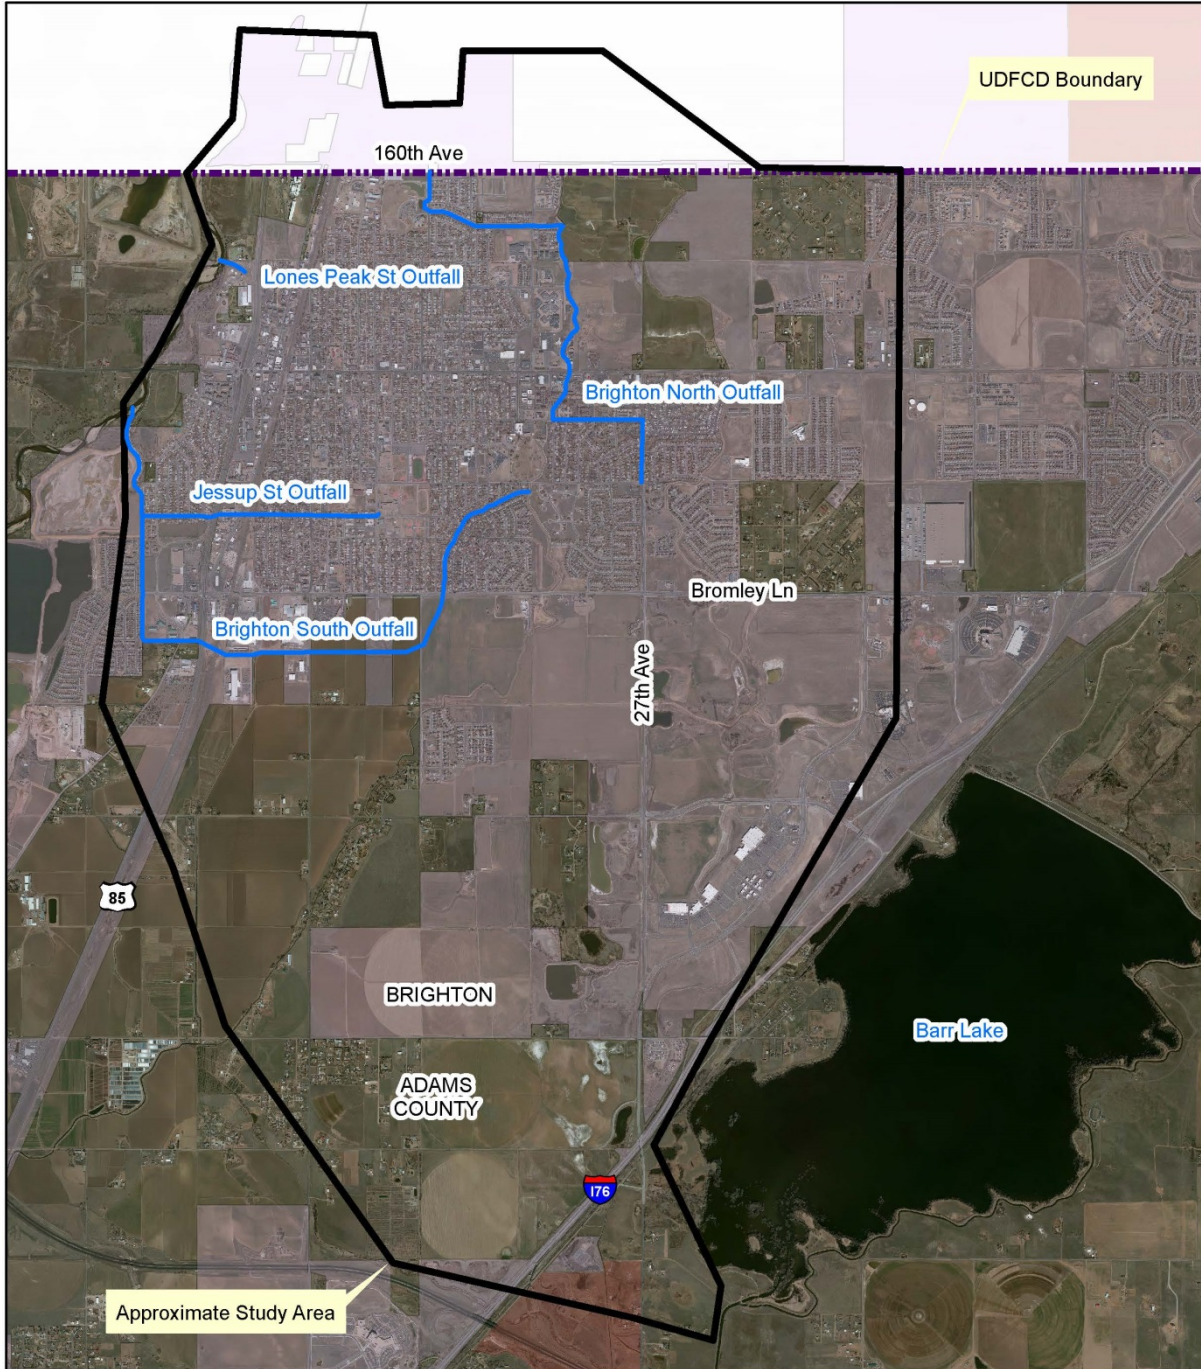 UDFCD Boundary
160th Ave
Lones Peak St Outfall
Brighton North Outfall
Jessup St Outfall
Bromley Ln
Brighton South Outfall
27th Ave
85
BRIGHTON
Barr Lake
ADAMS
COUNTY
I76
Approximate Study Area